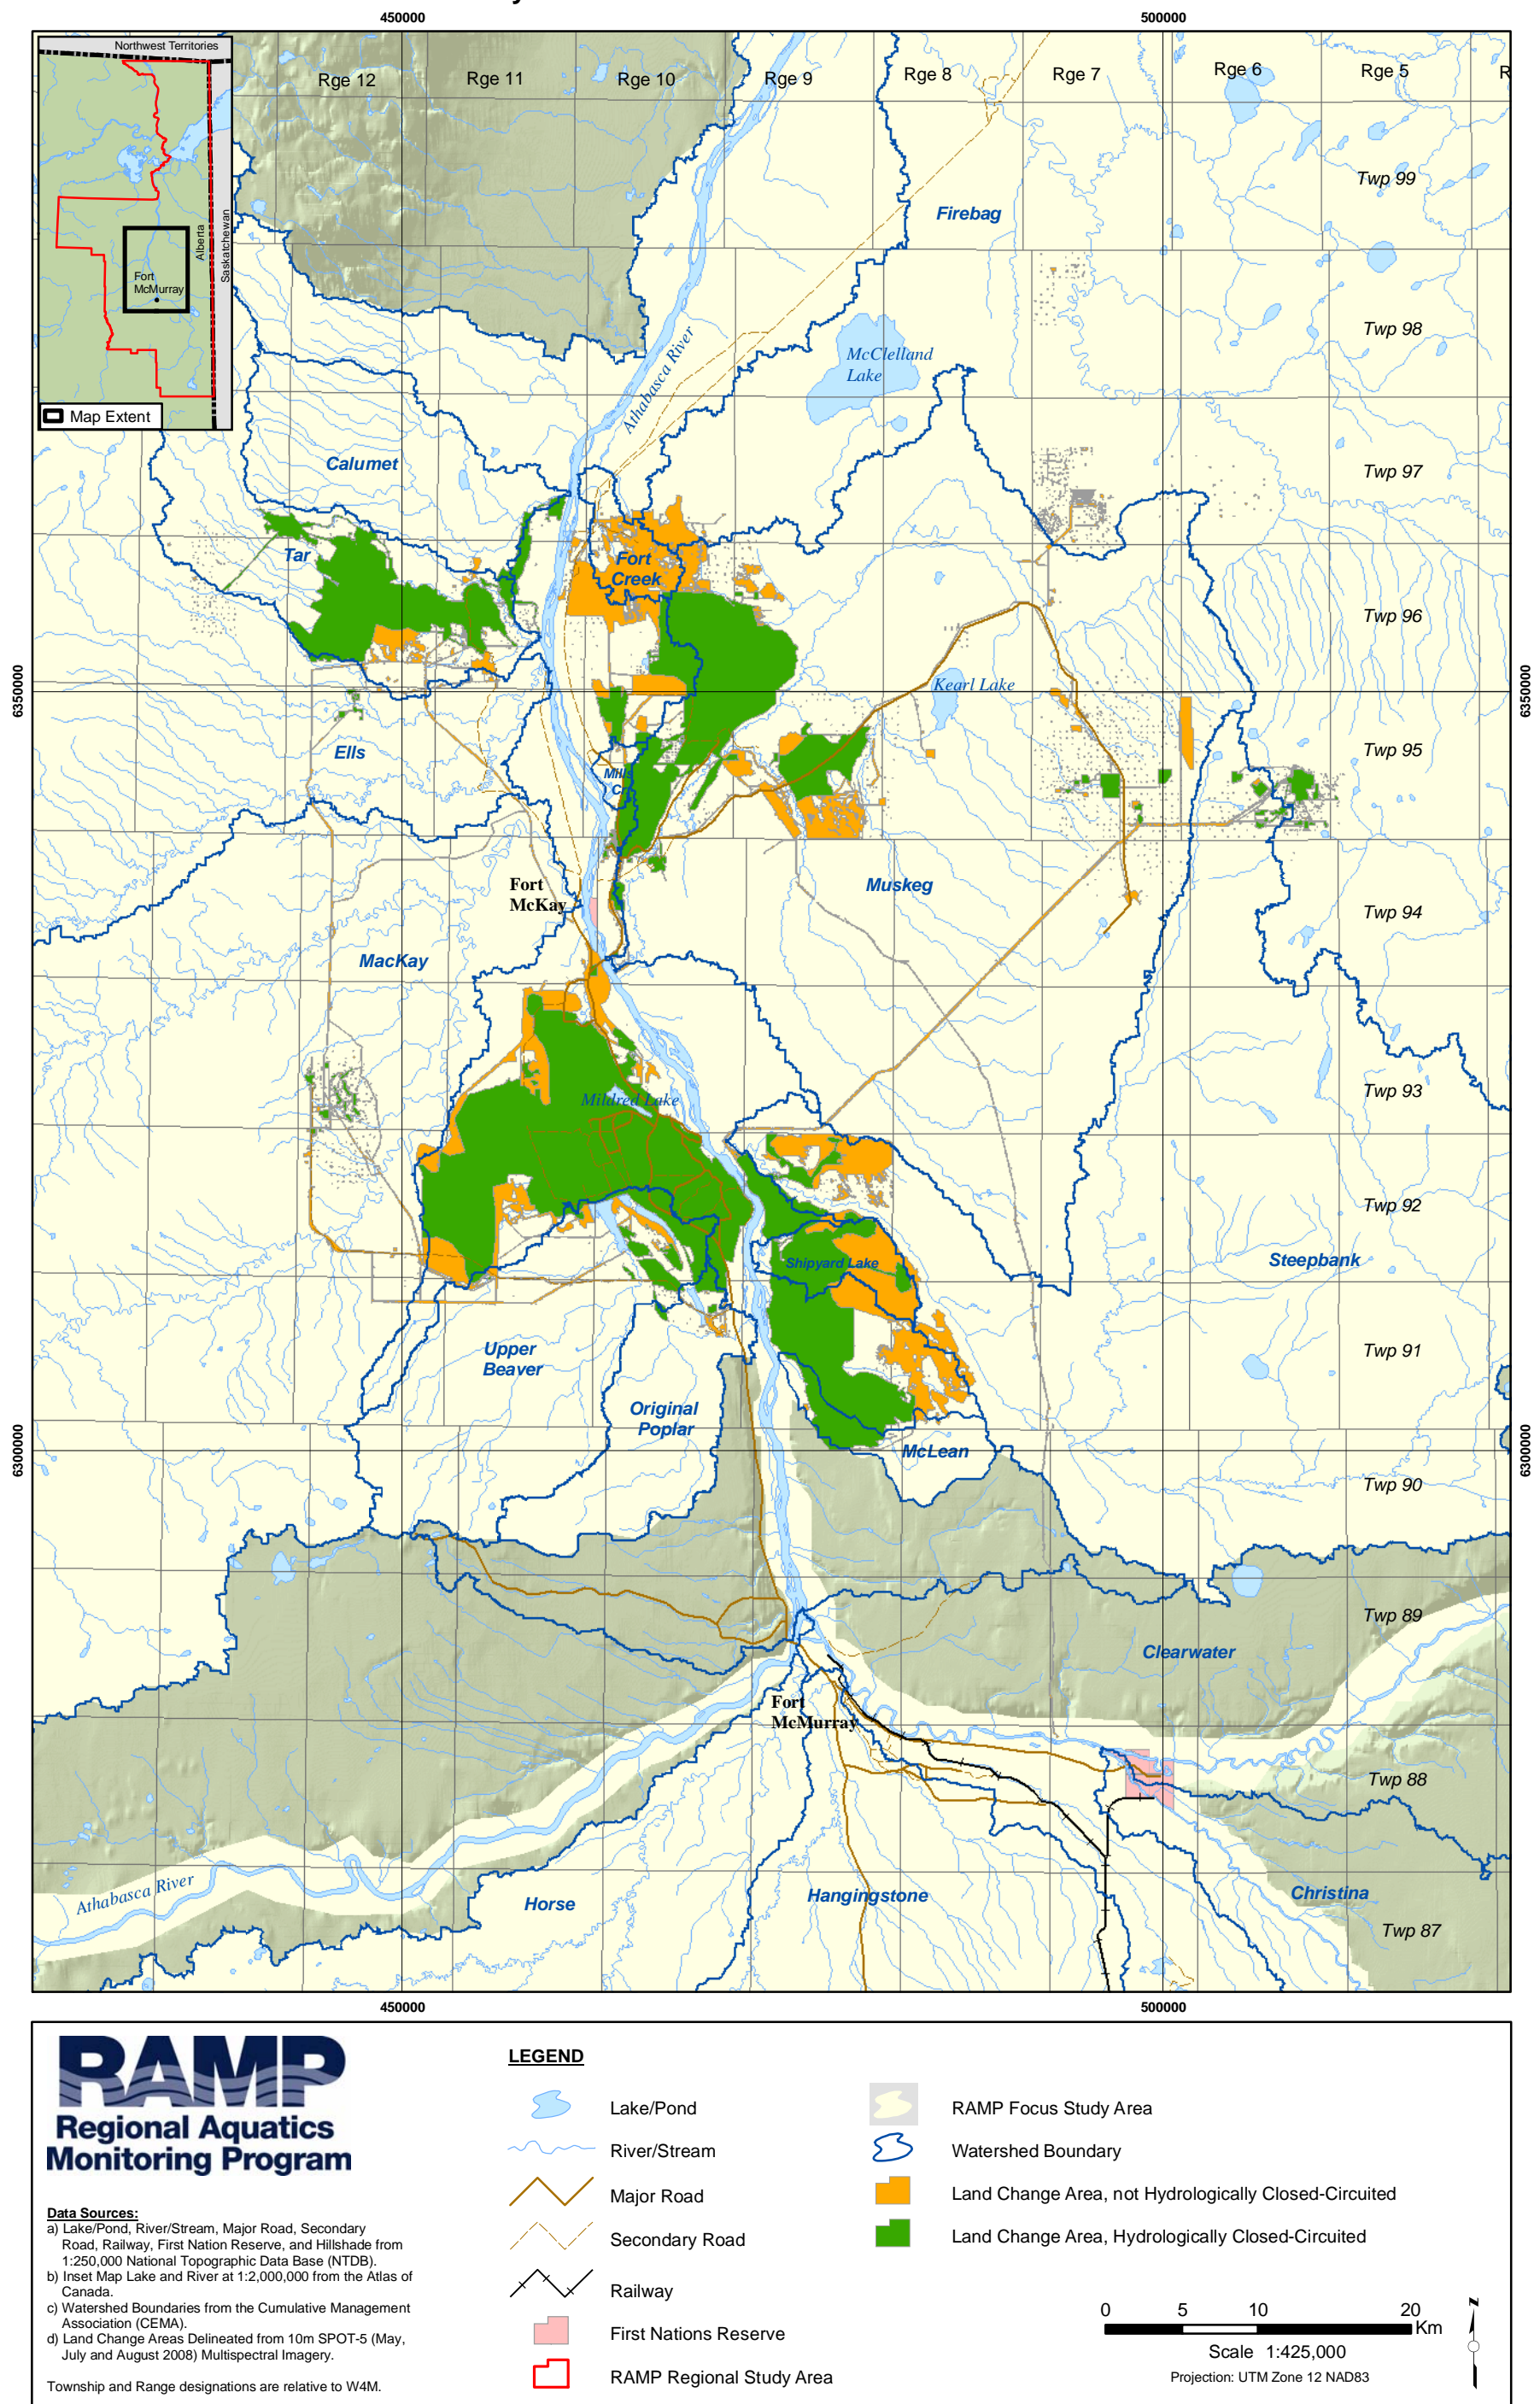 450000
500000
Northwest Territories
Alberta
Saskatchewan
Fort
McMurray
Map Extent
Rge 12
Rge 11
Rge 10
Rge 9
Rge 8
Rge 7
Rge 6
Rge 5
R
Twp 99
Firebag
Twp 98
McClelland
Lake
Athabasca River
Calumet
Twp 97
Tar
Fort
Creek
Twp 96
6350000
6350000
Kearl Lake
Ells
Twp 95
Mills
Cr
Fort
McKay
Muskeg
Twp 94
MacKay
Mildred Lake
Twp 93
Twp 92
Shipyard Lake
Steepbank
Upper
Beaver
Twp 91
Original
Poplar
McLean
6300000
6300000
Twp 90
Twp 89
Clearwater
Fort
McMurray
Twp 88
Athabasca River
Horse
Hangingstone
Christina
Twp 87
450000
500000
RAMP
Regional Aquatics
Monitoring Program
Data Sources:
a) Lake/Pond, River/Stream, Major Road, Secondary
Road, Railway, First Nation Reserve, and Hillshade from
1:250,000 National Topographic Data Base (NTDB).
b) Inset Map Lake and River at 1:2,000,000 from the Atlas of
Canada.
c) Watershed Boundaries from the Cumulative Management
Association (CEMA).
d) Land Change Areas Delineated from 10m SPOT-5 (May,
July and August 2008) Multispectral Imagery.
Township and Range designations are relative to W4M.
LEGEND
Lake/Pond
River/Stream
Major Road
Secondary Road
Railway
First Nations Reserve
RAMP Regional Study Area
RAMP Focus Study Area
Watershed Boundary
Land Change Area, not Hydrologically Closed-Circuited
Land Change Area, Hydrologically Closed-Circuited
0 5 10 20
Km
Scale 1:425,000
Projection: UTM Zone 12 NAD83
N